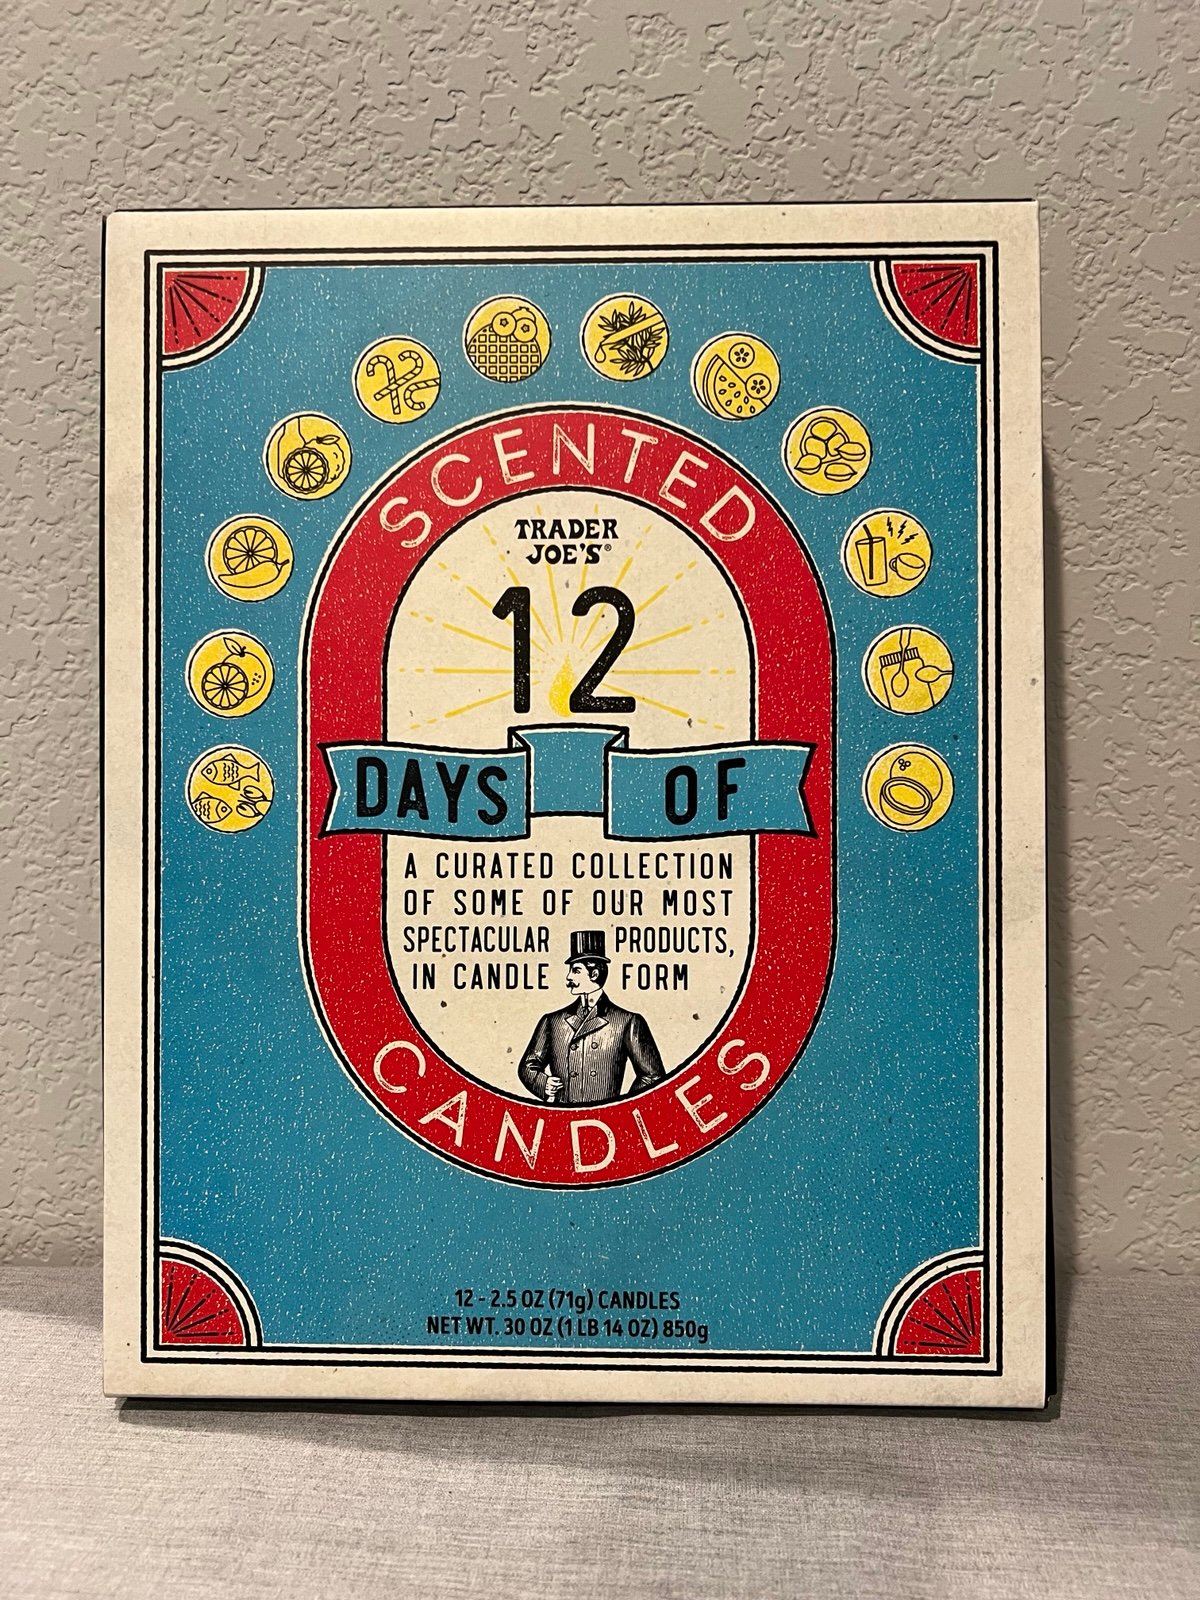 SCENTED
TRADER
JOE'S®
12
DAYS OF
A CURATED COLLECTION
OF SOME OF OUR MOST
SPECTACULAR PRODUCTS,
IN CANDLE FORM
CANDLES
12 - 2.5 OZ (71g) CANDLES
NET WT. 30 OZ (1 LB 14 OZ) 850g